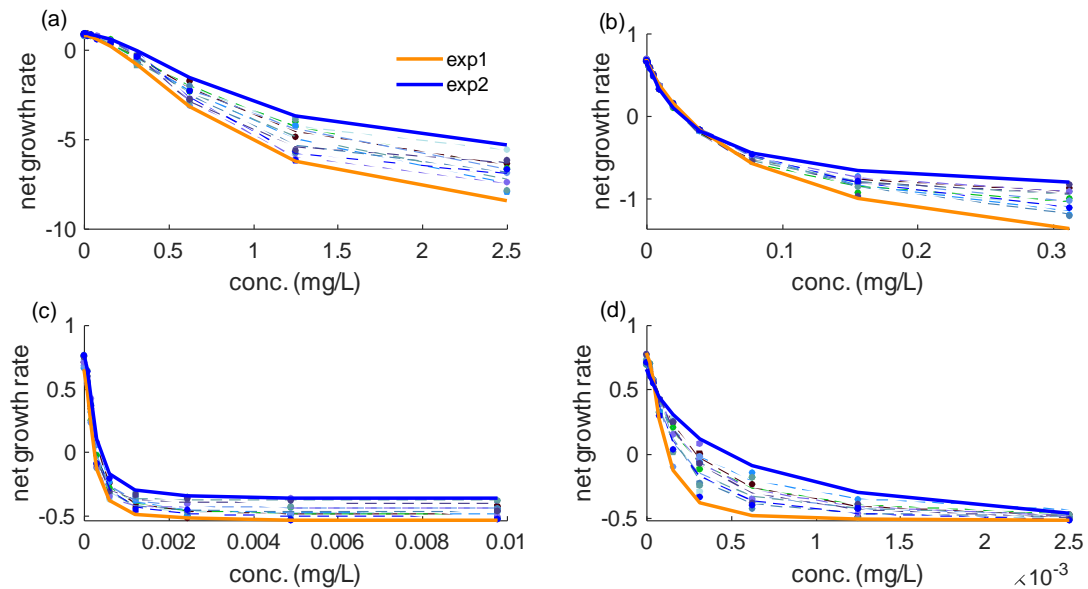 (a)
net growth rate
0
-5
-10
0
0.5
1
1.5
2
2.5
conc. (mg/L)
exp1
exp2
(b)
net growth rate
1
0
-1
0
0.1
0.2
0.3
conc. (mg/L)
(c)
net growth rate
1
0.5
0
-0.5
0
0.002
0.004
0.006
0.008
0.01
conc. (mg/L)
(d)
net growth rate
1
0.5
0
-0.5
0
0.5
1
1.5
2
2.5
conc. (mg/L)
×10⁻³